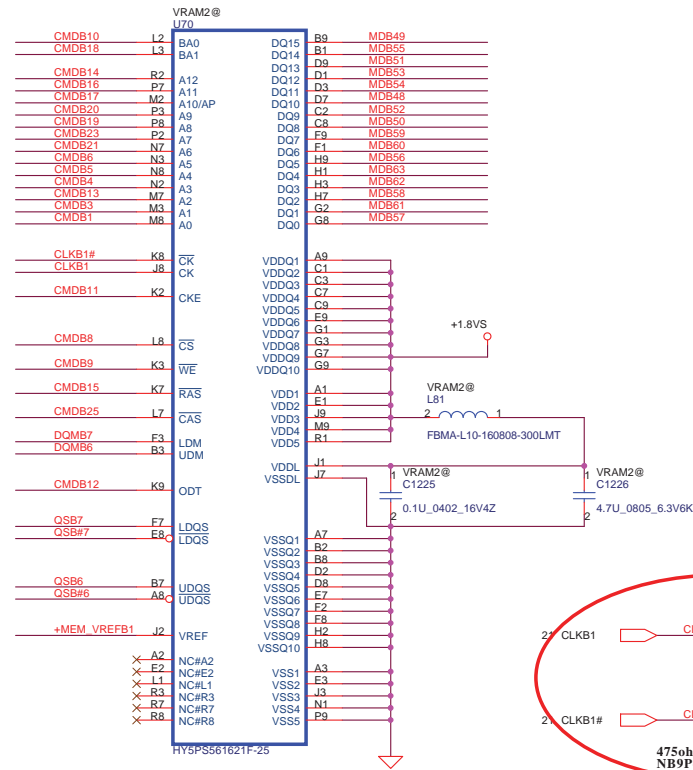 VRAM2@
U70
CMDB10 L2 BA0 DQ15 B9 MDB49
CMDB18 L3 BA1 DQ14 B1 MDB55
DQ13 D9 MDB51
CMDB14 R2 A12 DQ12 D1 MDB53
CMDB16 P7 A11 DQ11 D3 MDB54
CMDB17 M2 A10/AP DQ10 D7 MDB48
CMDB20 P3 A9 DQ9 C2 MDB52
CMDB19 P8 A8 DQ8 C8 MDB50
CMDB23 P2 A7 DQ7 F9 MDB59
CMDB21 N7 A6 DQ6 F1 MDB60
CMDB6 N3 A5 DQ5 H9 MDB56
CMDB5 N8 A4 DQ4 H1 MDB63
CMDB4 N2 A3 DQ3 H3 MDB62
CMDB13 M7 A2 DQ2 H7 MDB58
CMDB3 M3 A1 DQ1 G2 MDB61
CMDB1 M8 A0 DQ0 G8 MDB57
CLKB1# K8 CK VDDQ1 A9
CLKB1 J8 CK VDDQ2 C1
VDDQ3 C3
CMDB11 K2 CKE VDDQ4 C7
VDDQ5 C9
VDDQ6 E9
VDDQ7 G1
+1.8VS
CMDB8 L8 CS VDDQ8 G3
VDDQ9 G7
CMDB9 K3 WE VDDQ10 G9
CMDB15 K7 RAS VDD1 A1
VDD2 E1
CMDB25 L7 CAS VDD3 J9
VDD4 M9
VDD5 R1
VRAM2@
L81
2 1
FBMA-L10-160808-300LMT
DQMB7 F3 LDM
DQMB6 B3 UDM
VDDL J1
VSSDL J7
CMDB12 K9 ODT
1 VRAM2@
C1225
0.1U_0402_16V4Z
2
1 VRAM2@
C1226
4.7U_0805_6.3V6K
2
QSB7 F7 LDQS
QSB#7 E8 LDQS
VSSQ1 A7
VSSQ2 B2
VSSQ3 B8
VSSQ4 D2
QSB6 B7 UDQS VSSQ5 D8
QSB#6 A8 UDQS VSSQ6 E7
VSSQ7 F2
VSSQ8 F8
+MEM_VREFB1 J2 VREF VSSQ9 H2
VSSQ10 H8
A2 NC#A2
E2 NC#E2 VSS1 A3
L1 NC#L1 VSS2 E3
R3 NC#R3 VSS3 J3
R7 NC#R7 VSS4 N1
R8 NC#R8 VSS5 P9
HY5PS561621F-25
21 CLKB1
21 CLKB1#
475oh
NB9P